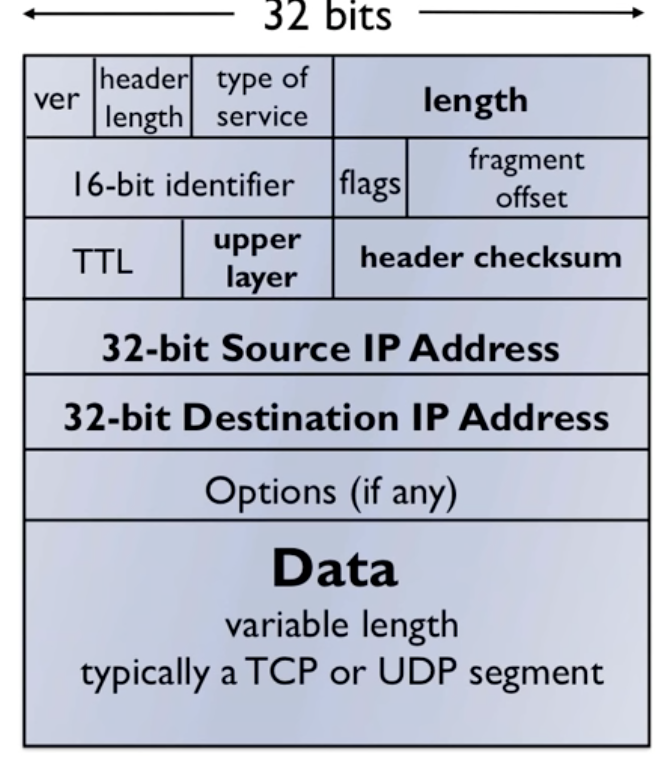 32 bits
ver
header
length
type of
service
length
16-bit identifier
flags
fragment
offset
TTL
upper
layer
header checksum
32-bit Source IP Address
32-bit Destination IP Address
Options (if any)
Data
variable length
typically a TCP or UDP segment